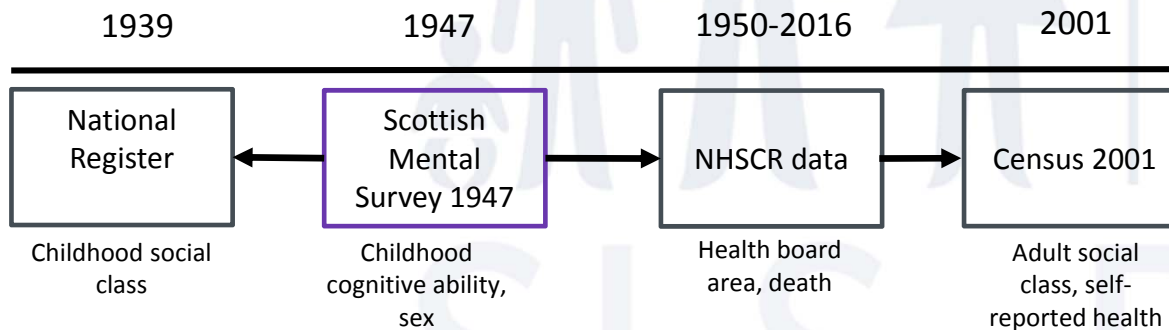 1939
1947
1950-2016
2001
National
Register
Scottish
Mental
Survey 1947
NHSCR data
Census 2001
Childhood social
class
Childhood
cognitive ability,
sex
Health board
area, death
Adult social
class, self-
reported health